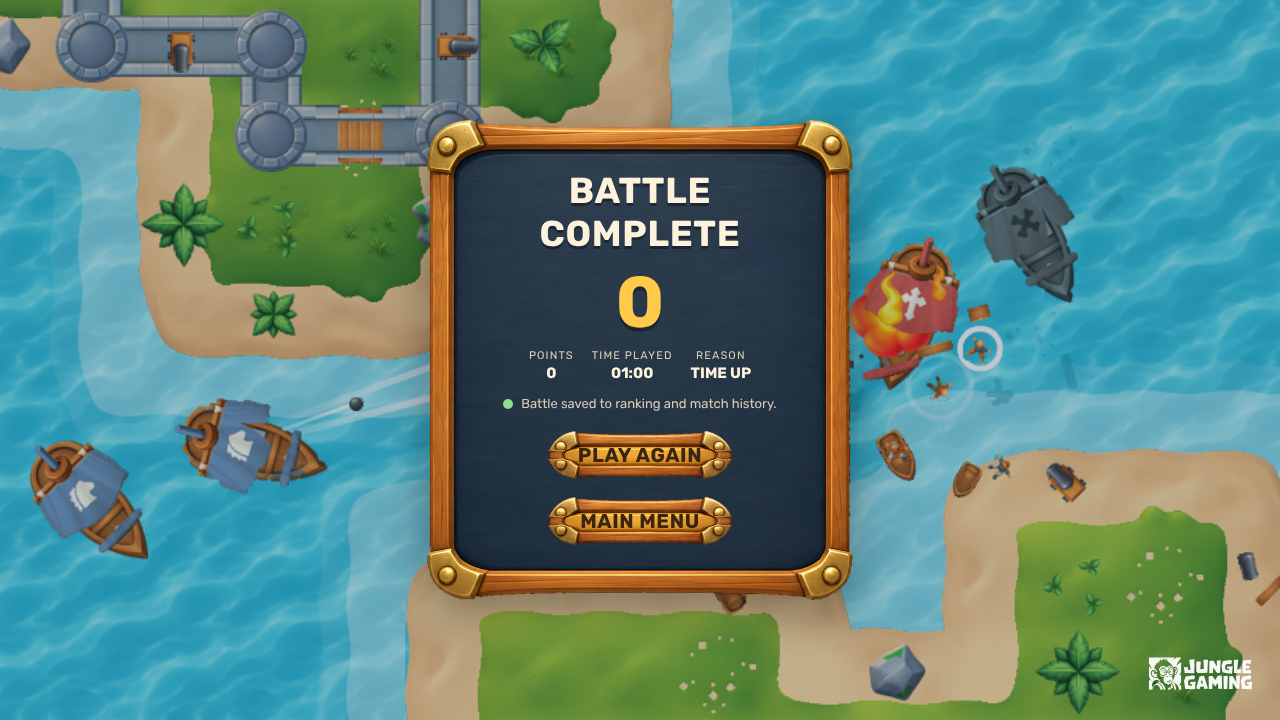 BATTLE
COMPLETE
0
POINTS TIME PLAYED REASON
0 01:00 TIME UP
Battle saved to ranking and match history.
PLAY AGAIN
MAIN MENU
JUNGLE
GAMING